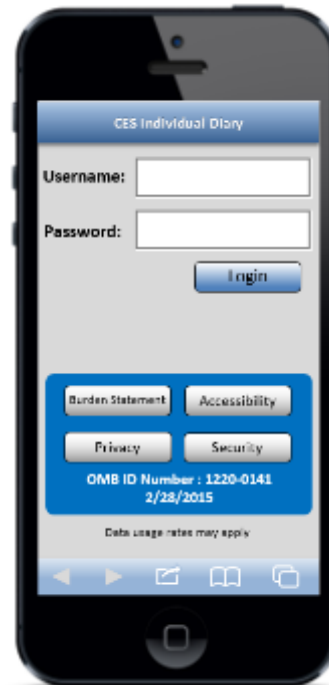 CES Individual Diary
Username:
Password:
Login
Burden Statement
Accessibility
Privacy
Security
OMB ID Number : 1220-0141
2/28/2015
Data usage rates may apply